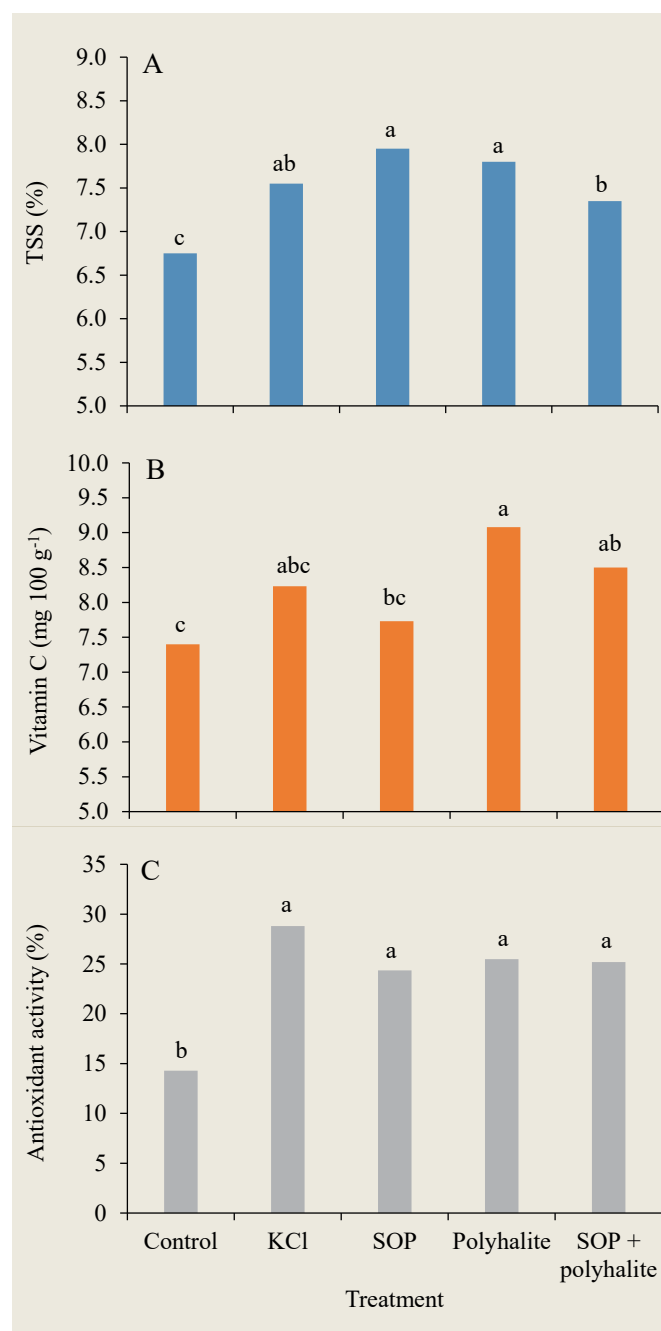 A
TSS (%)
9.0
8.5
8.0
7.5
7.0
6.5
6.0
5.5
5.0
c
ab
a
a
b
B
Vitamin C (mg 100 g-1)
10.0
9.5
9.0
8.5
8.0
7.5
7.0
6.5
6.0
5.5
5.0
c
abc
bc
a
ab
C
Antioxidant activity (%)
35
30
25
20
15
10
5
0
b
a
a
a
a
Control KCl SOP Polyhalite SOP +
polyhalite
Treatment